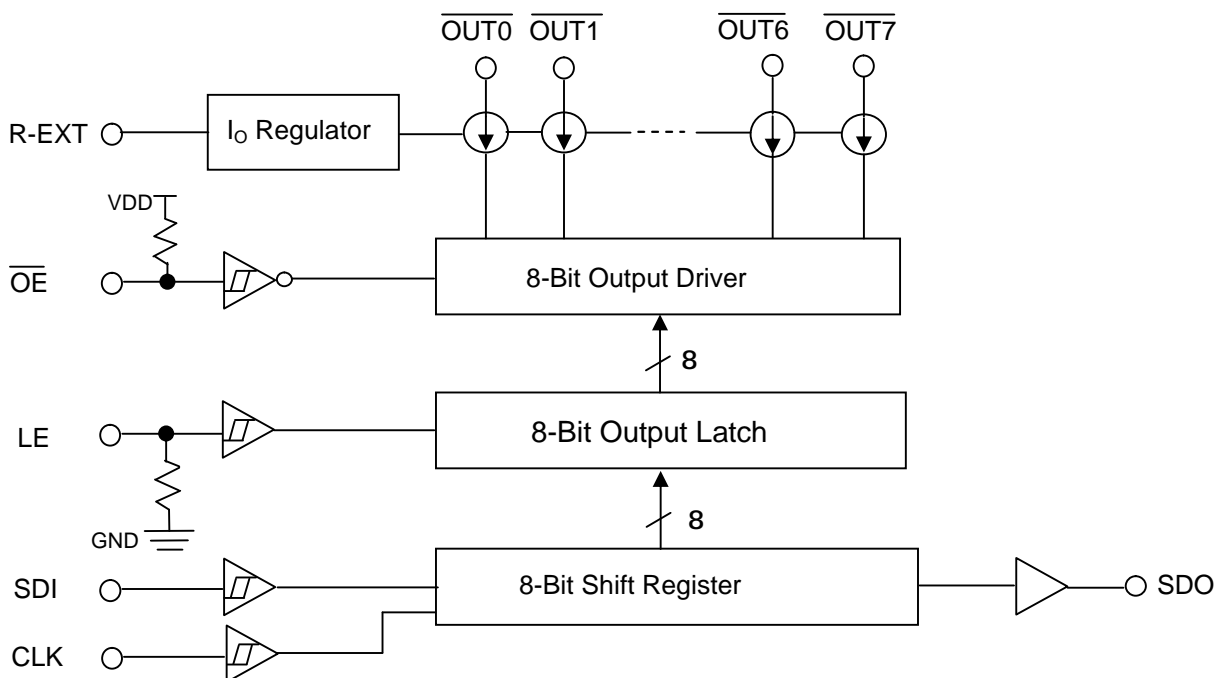 OUT0 OUT1 OUT6 OUT7
R-EXT
I_O Regulator
VDD
OE
8-Bit Output Driver
8
LE
8-Bit Output Latch
GND
8
SDI
8-Bit Shift Register
SDO
CLK